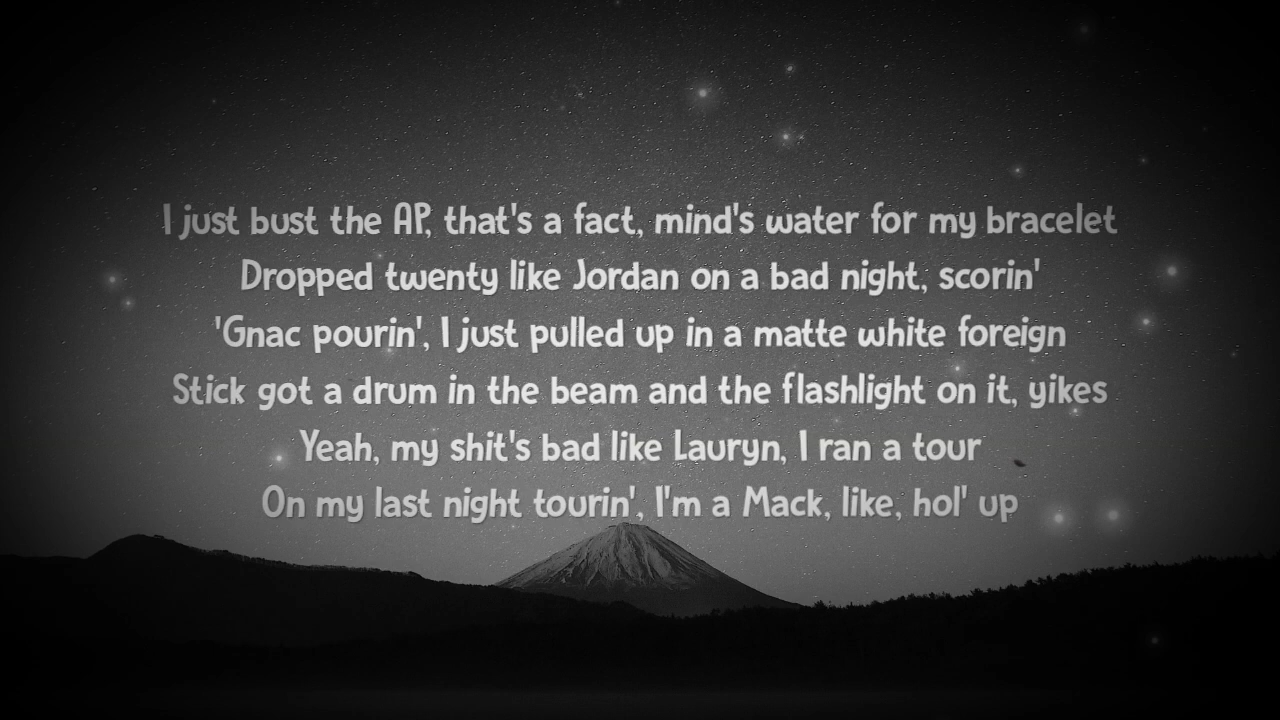 I just bust the AP, that's a fact, mind's water for my bracelet
Dropped twenty like Jordan on a bad night, scorin'
'Gnac pourin', I just pulled up in a matte white foreign
Stick got a drum in the beam and the flashlight on it, yikes
Yeah, my shit's bad like Lauryn, I ran a tour
On my last night tourin', I'm a Mack, like, hol' up